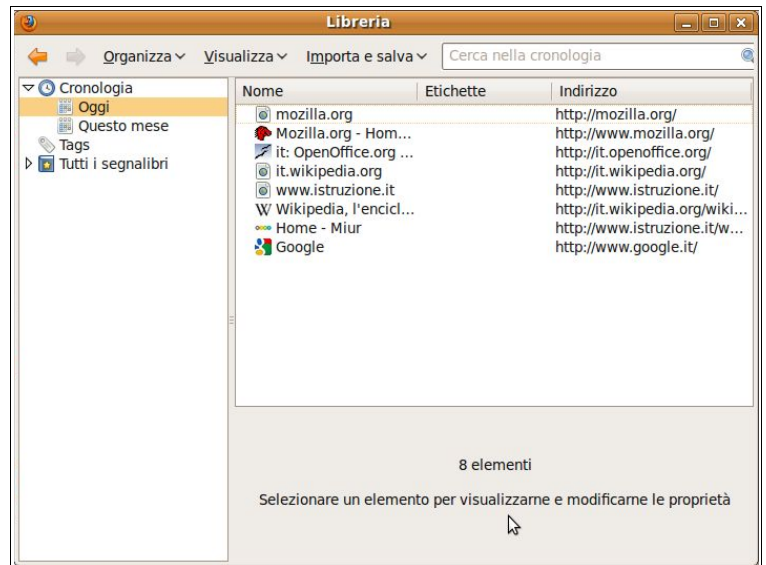 Libreria
Organizza Visualizza Importa e salva Cerca nella cronologia
Cronologia
Oggi
Questo mese
Tags
Tutti i segnalibri
Nome Etichette Indirizzo
mozilla.org http://mozilla.org/
Mozilla.org - Hom... http://www.mozilla.org/
it: OpenOffice.org ... http://it.openoffice.org/
it.wikipedia.org http://it.wikipedia.org/
www.istruzione.it http://www.istruzione.it/
Wikipedia, l'encicl... http://it.wikipedia.org/wiki...
Home - Miur http://www.istruzione.it/w...
Google http://www.google.it/
8 elementi
Selezionare un elemento per visualizzarne e modificarne le proprietà